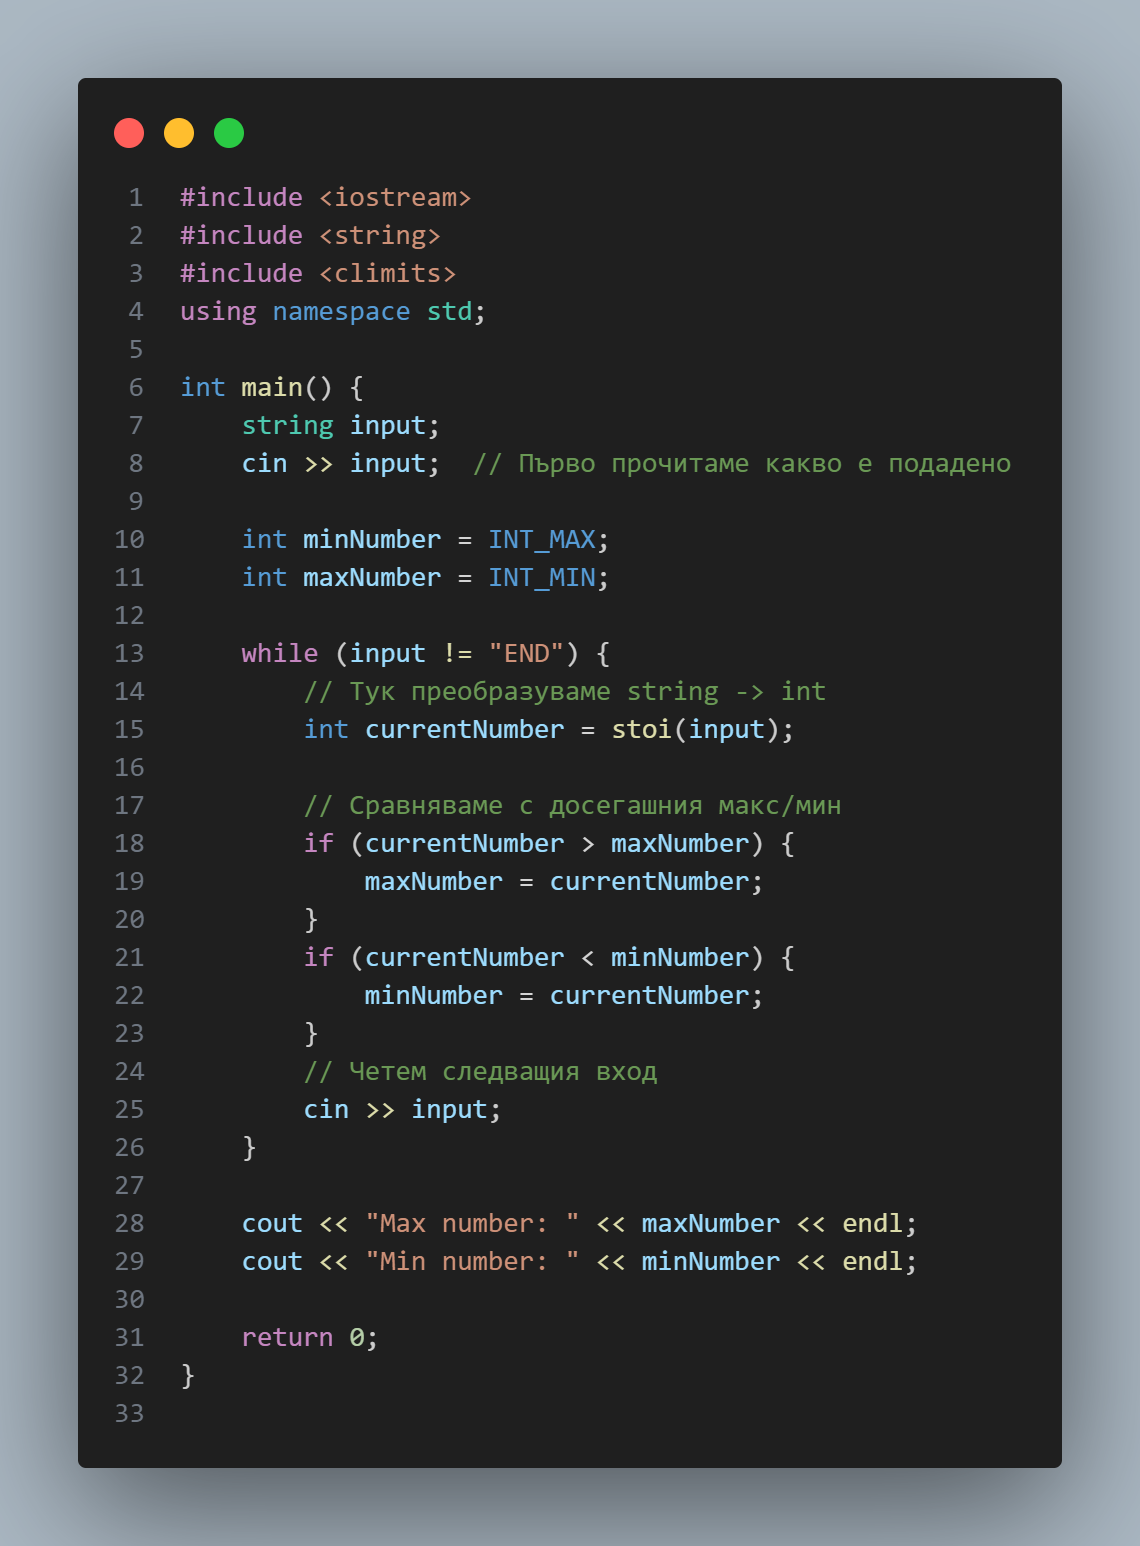 1 #include <iostream>
2 #include <string>
3 #include <climits>
4 using namespace std;
5
6 int main() {
7     string input;
8     cin >> input;  // Първо прочитаме какво е подадено
9
10     int minNumber = INT_MAX;
11     int maxNumber = INT_MIN;
12
13     while (input != "END") {
14         // Тук преобразуваме string -> int
15         int currentNumber = stoi(input);
16
17         // Сравняваме с досегашния макс/мин
18         if (currentNumber > maxNumber) {
19             maxNumber = currentNumber;
20         }
21         if (currentNumber < minNumber) {
22             minNumber = currentNumber;
23         }
24         // Четем следващия вход
25         cin >> input;
26     }
27
28     cout << "Max number: " << maxNumber << endl;
29     cout << "Min number: " << minNumber << endl;
30
31     return 0;
32 }
33